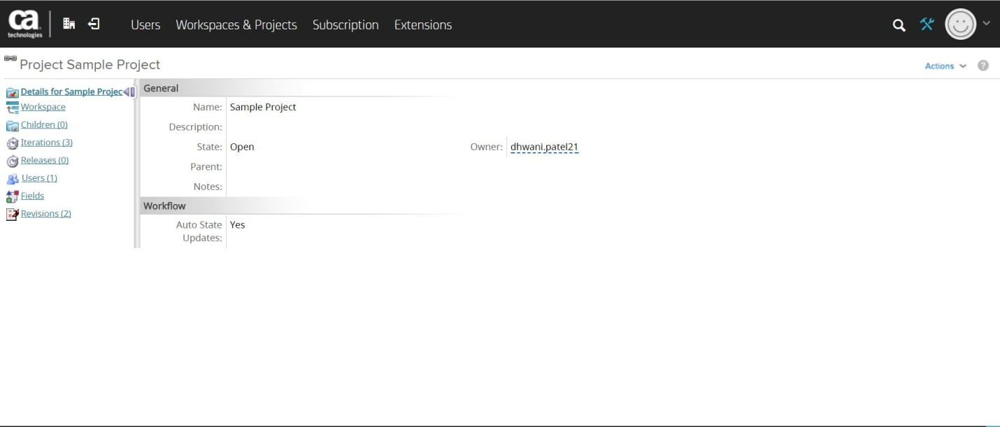 ca
technologies
Users Workspaces & Projects Subscription Extensions
Project Sample Project
Actions ?
Details for Sample Projec
Workspace
Children (0)
Iterations (3)
Releases (0)
Users (1)
Fields
Revisions (2)
General
Name: Sample Project
Description:
State: Open Owner: dhwani.patel21
Parent:
Notes:
Workflow
Auto State Yes
Updates: